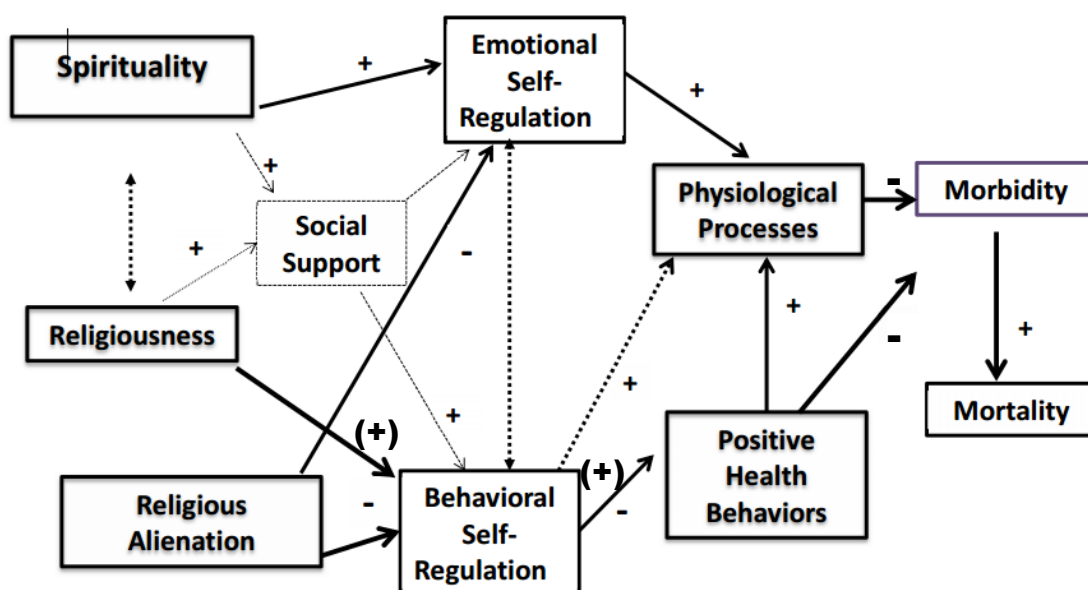 Spirituality
+
Emotional
Self-
Regulation
+
+
Social
Support
+
-
Physiological
Processes
-
Morbidity
Religiousness
+
+
-
+
Mortality
(+)
+
+
Religious
Alienation
-
Behavioral
Self-
Regulation
(+)
-
Positive
Health
Behaviors